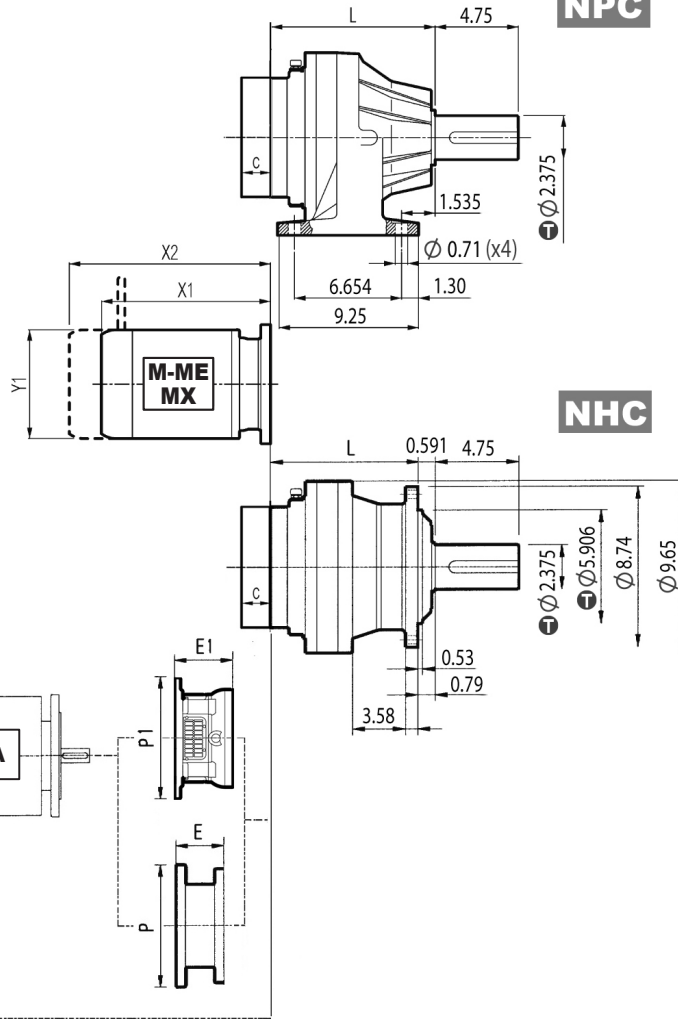 NPC
L
4.75
C
1.535
T Ø 2.375
Ø 0.71 (x4)
X2
6.654
1.30
X1
9.25
Y1
M-ME
MX
NHC
L
0.591
4.75
C
T Ø 2.375
T Ø 5.906
Ø 8.74
Ø 9.65
E1
0.53
0.79
3.58
P1
A
E
P